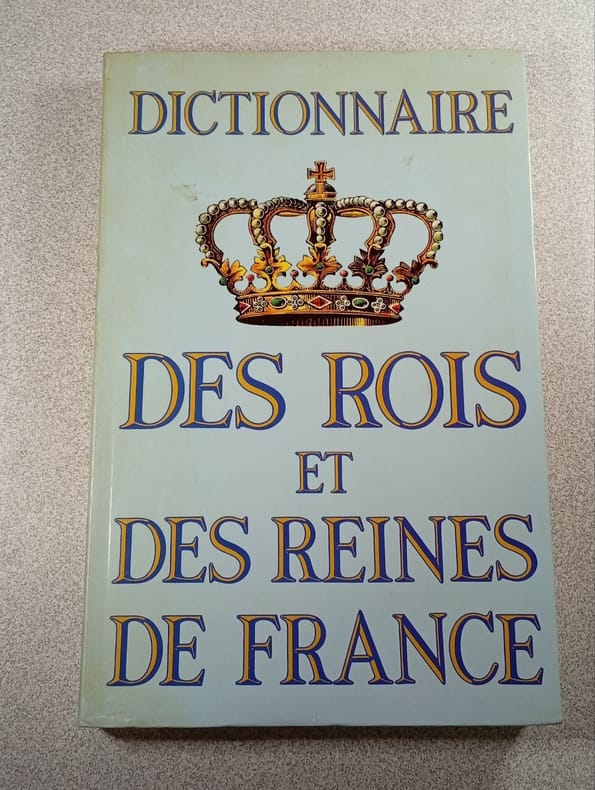 DICTIONNAIRE
DES ROIS
ET
DES REINES
DE FRANCE